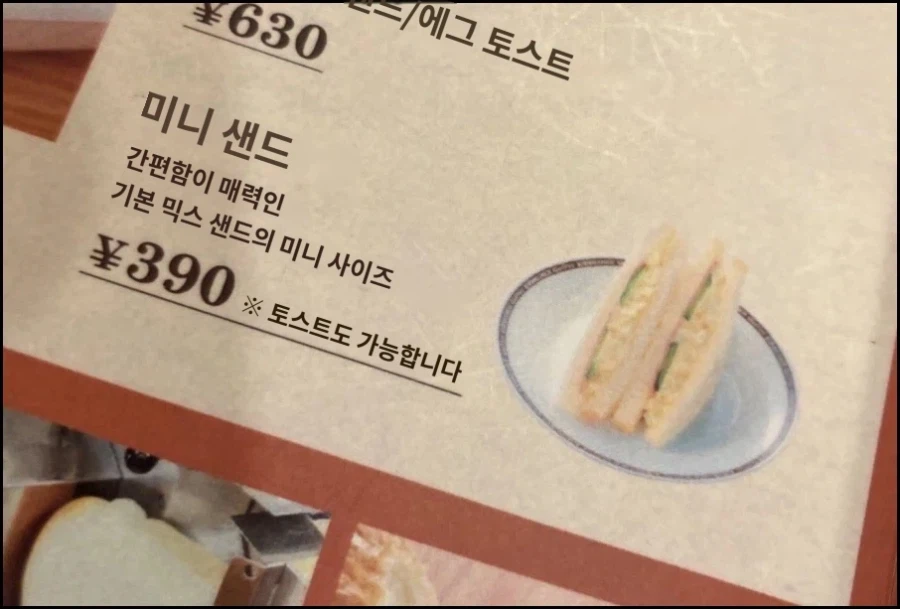 ¥630
에그 토스트
미니 샌드
간편함이 매력인
기본 믹스 샌드의 미니 사이즈
¥390 ※ 토스트도 가능합니다